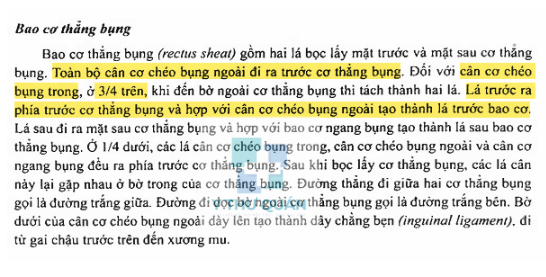 Bao cơ thẳng bụng
Bao cơ thẳng bụng (rectus sheat) gồm hai lá bọc lấy mặt trước và mặt sau cơ thẳng
bụng. Toàn bộ cân cơ chéo bụng ngoài đi ra trước cơ thẳng bụng. Đối với cân cơ chéo
bụng trong, ở 3/4 trên, khi đến bờ ngoài cơ thẳng bụng thì tách thành hai lá. Lá trước ra
phía trước cơ thẳng bụng và hợp với cân cơ chéo bụng ngoài tạo thành lá trước bao cơ.
Lá sau đi ra mặt sau cơ thẳng bụng và hợp với bao cơ ngang bụng tạo thành lá sau bao cơ
thẳng bụng. Ở 1/4 dưới, các lá cân cơ chéo bụng trong, cân cơ chéo bụng ngoài và cân cơ
ngang bụng đều ra phía trước cơ thẳng bụng. Sau khi bọc lấy cơ thẳng bụng, các lá cân
này lại gặp nhau ở bờ trong của cơ thẳng bụng. Đường thẳng đi giữa hai cơ thẳng bụng
gọi là đường trắng giữa. Đường đi dọc bờ ngoài cơ thẳng bụng gọi là đường trắng bên. Bờ
dưới của cân cơ chéo bụng ngoài dày lên tạo thành dây chằng bẹn (inguinal ligament), đi
từ gai chậu trước trên đến xương mu.